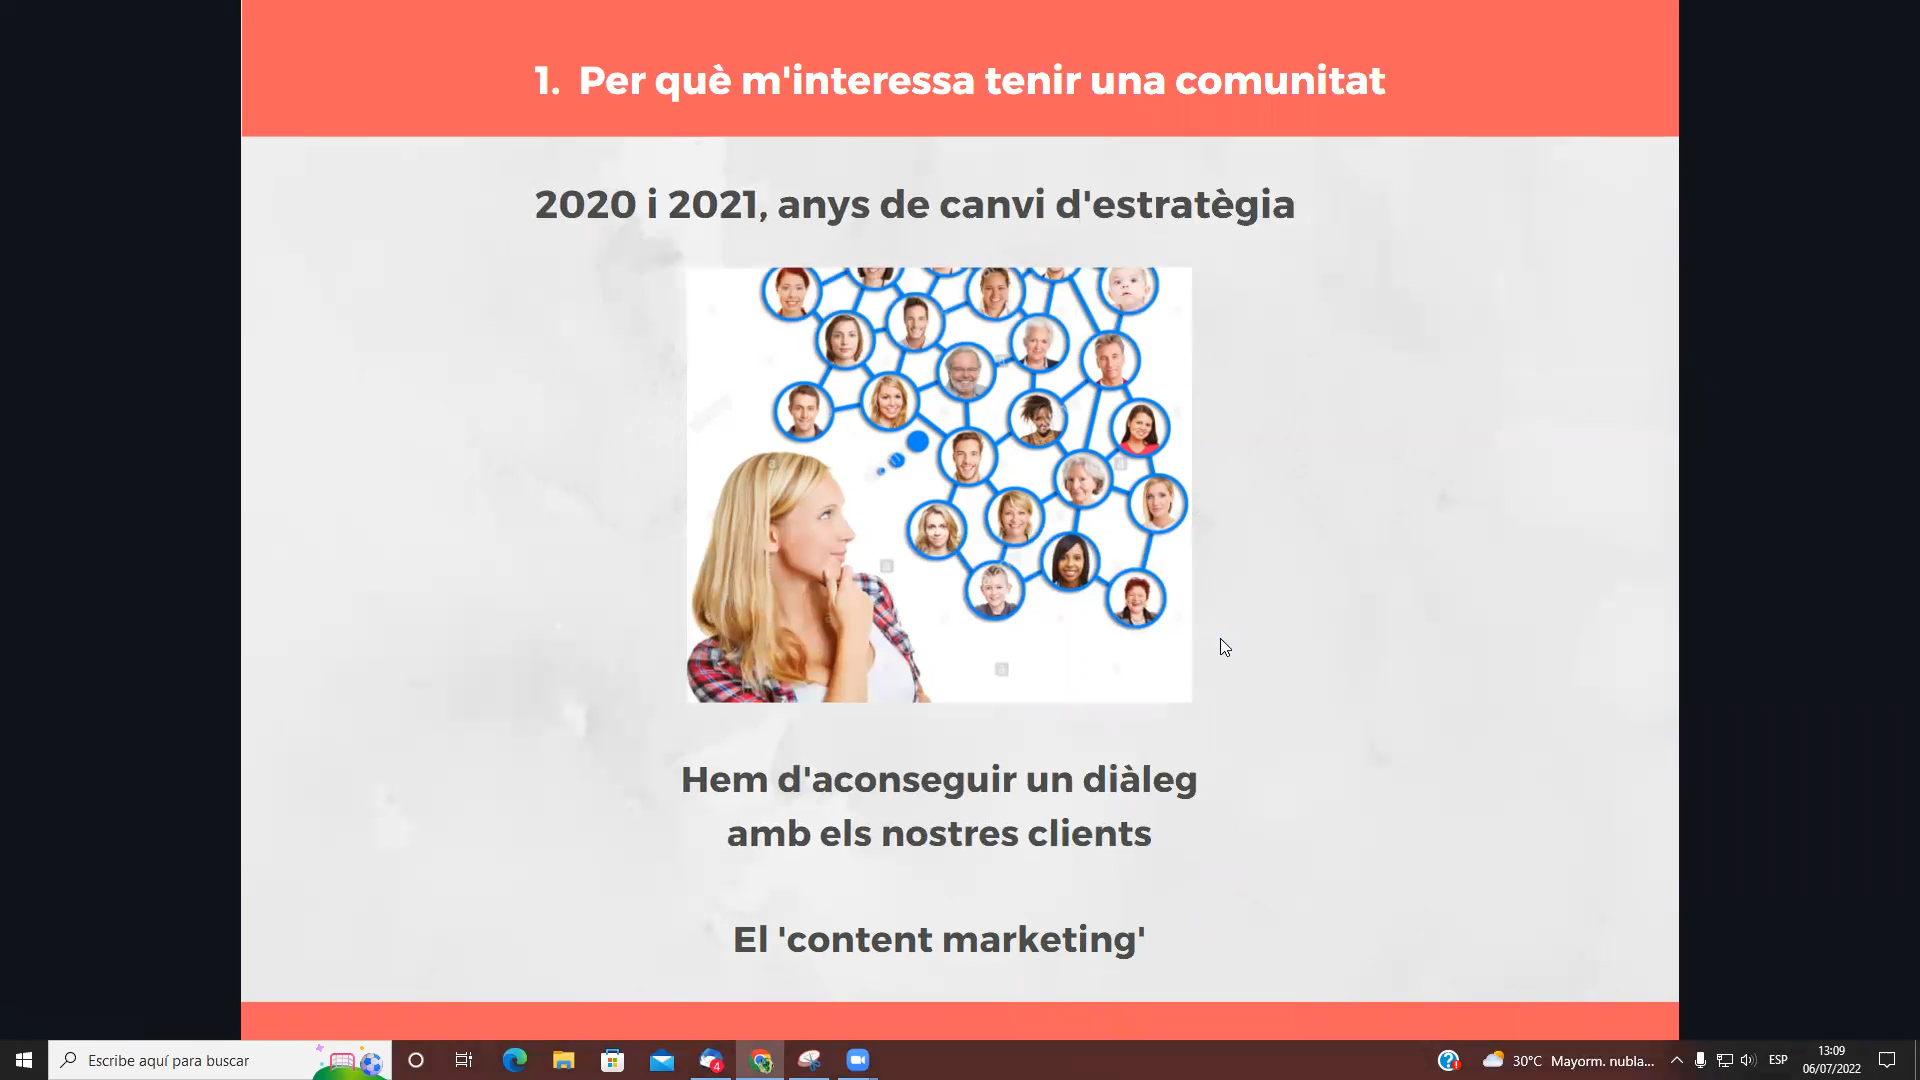 1. Per què m'interessa tenir una comunitat
2020 i 2021, anys de canvi d'estratègia
Hem d'aconseguir un diàleg
amb els nostres clients
El 'content marketing'
Escribe aquí para buscar
4
30°C Mayorm. nubla...
ESP
13:09
06/07/2022